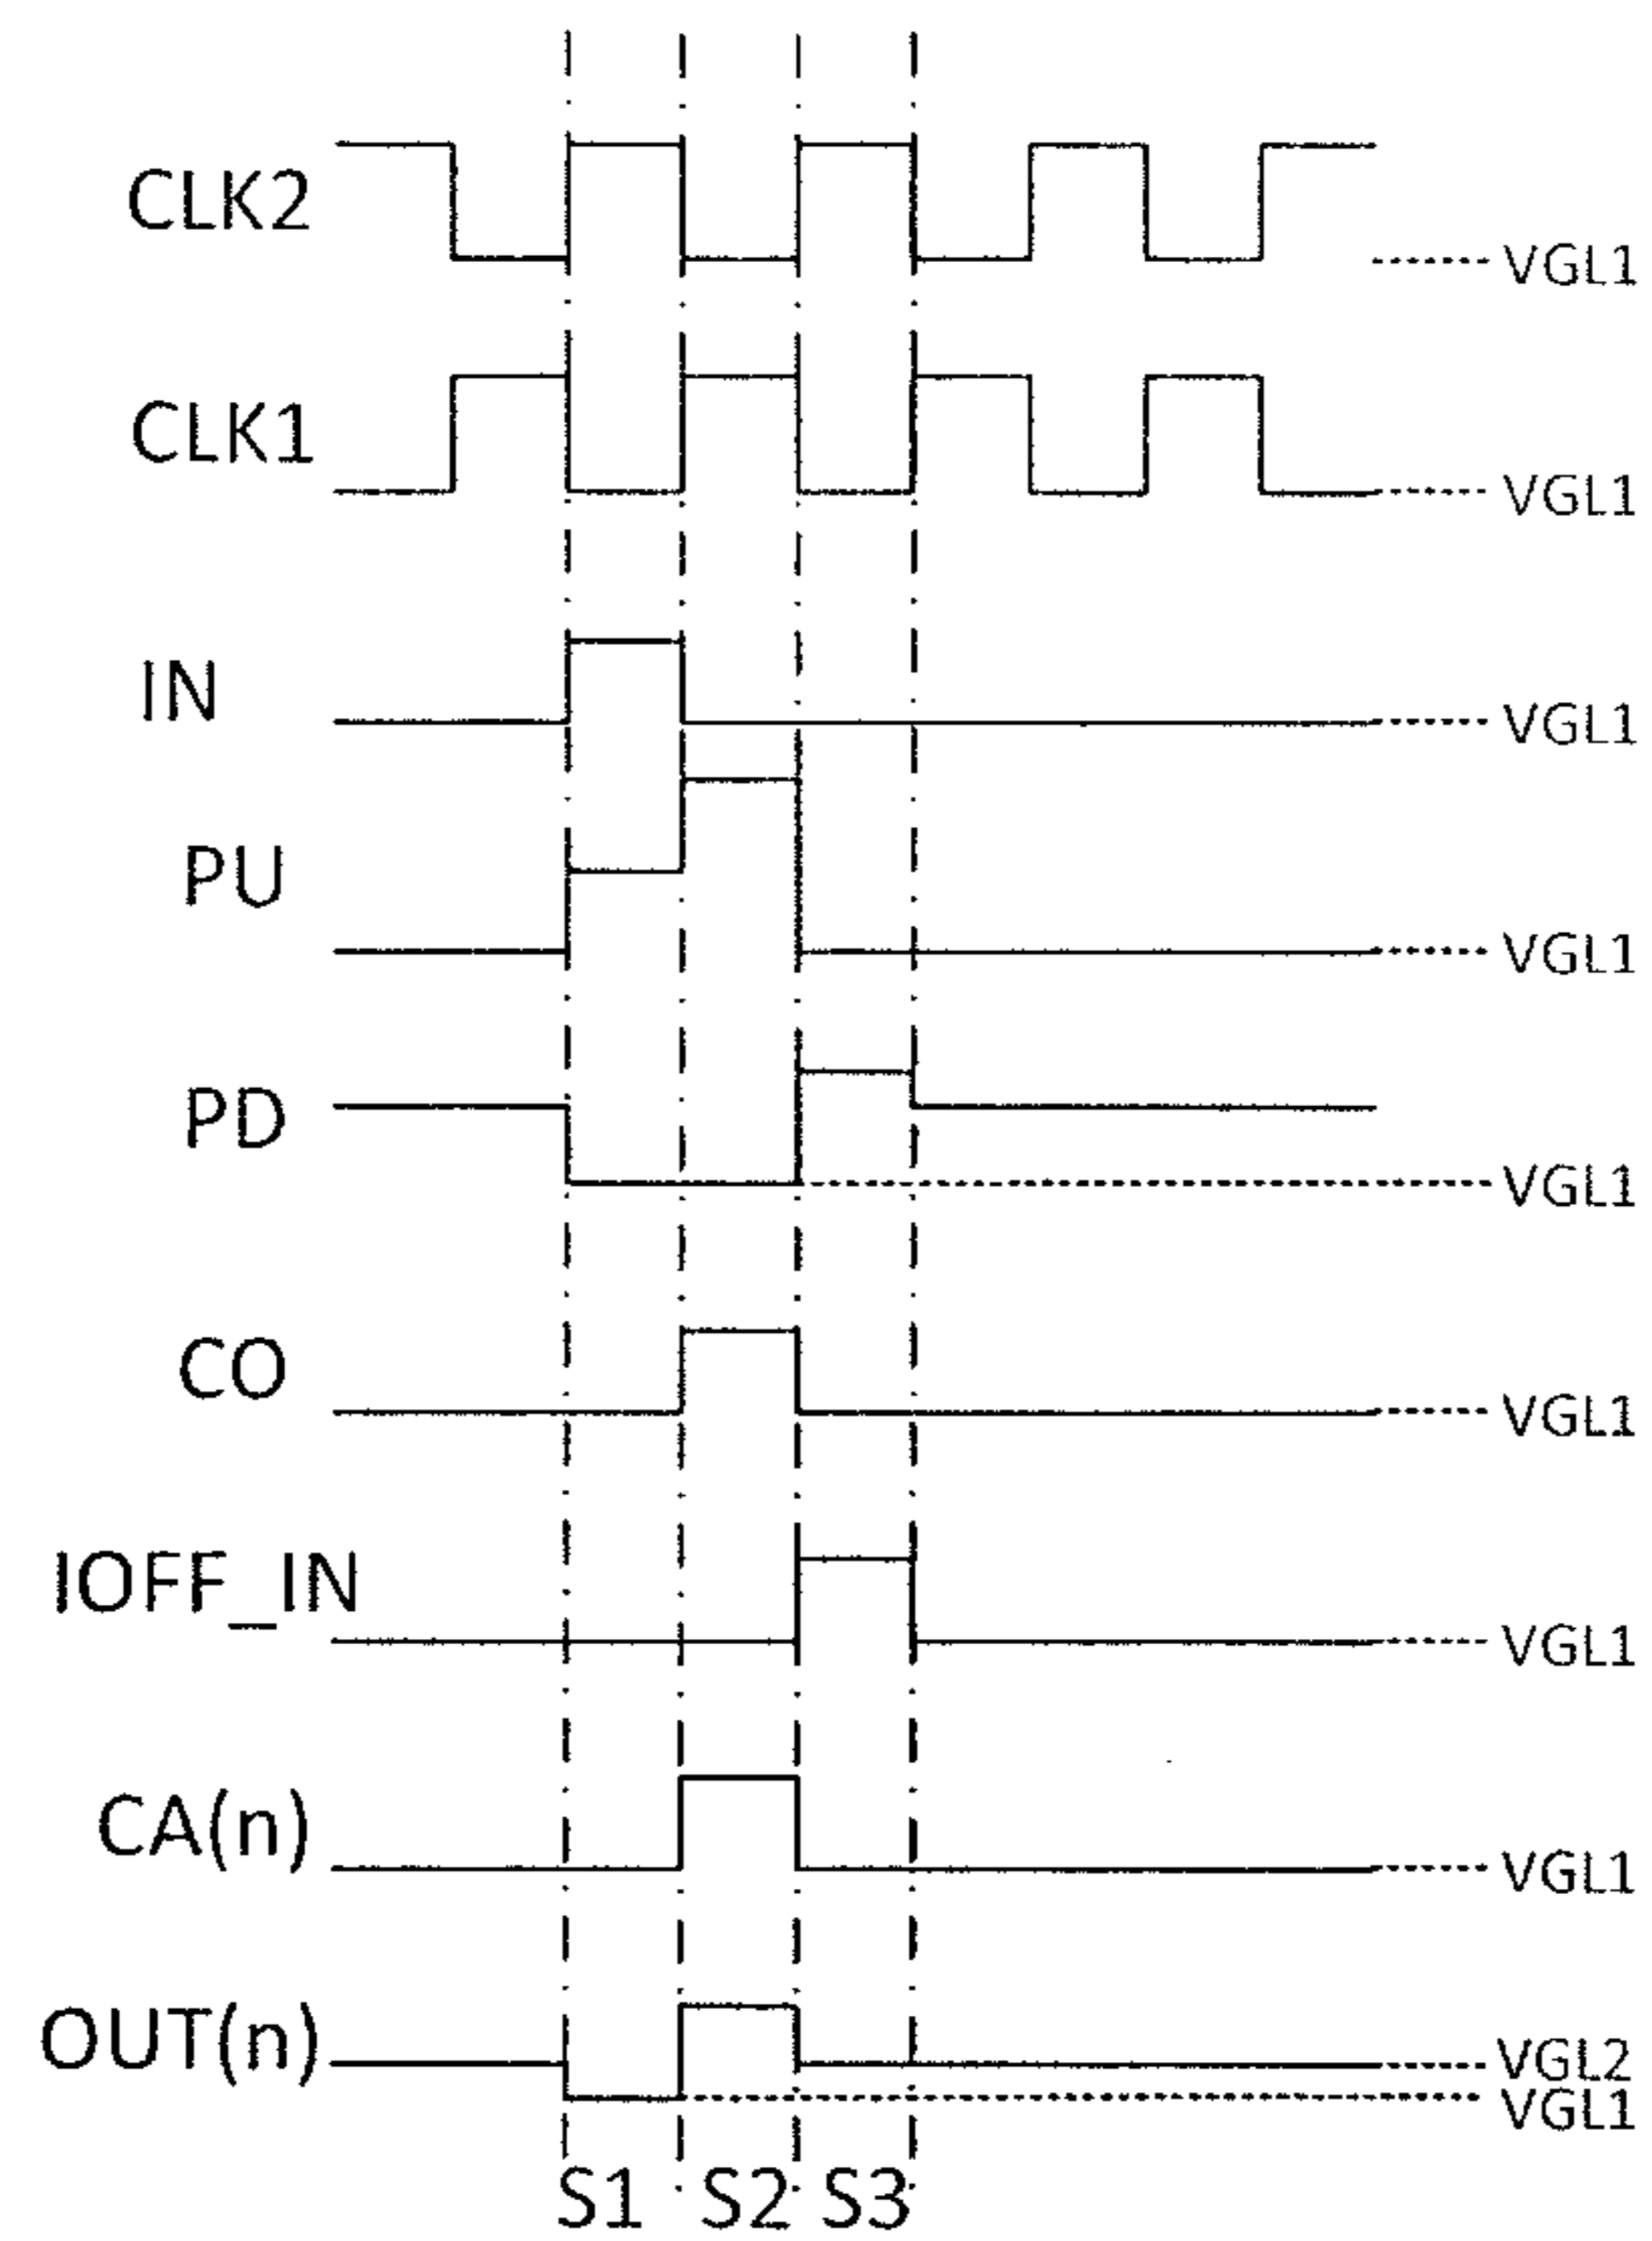 CLK2
VGL1
CLK1
VGL1
IN
VGL1
PU
VGL1
PD
VGL1
CO
VGL1
IOFF_IN
VGL1
CA(n)
VGL1
OUT(n)
VGL2
VGL1
S1 S2 S3